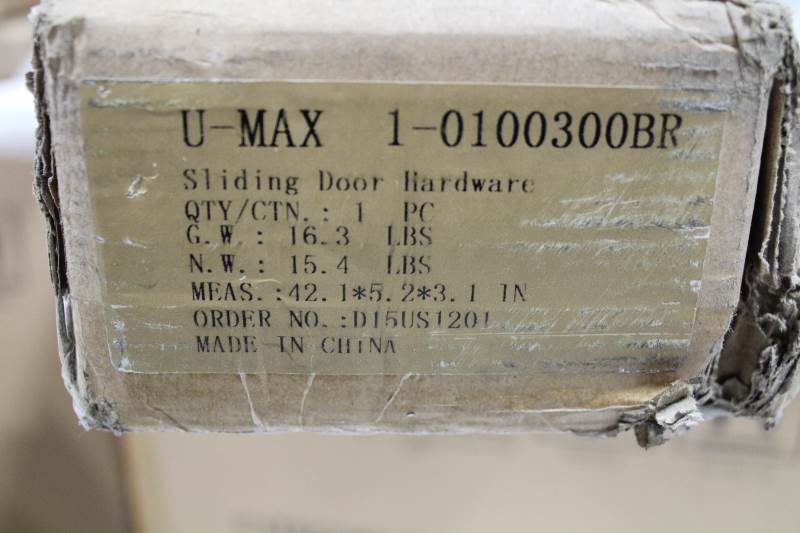 U-MAX 1-0100300BR
Sliding Door Hardware
QTY/CTN.: 1 PC
G.W.: 16.3 LBS
N.W.: 15.4 LBS
MEAS.:42.1*5.2*3.1 IN
ORDER NO.:D15US1201
MADE IN CHINA